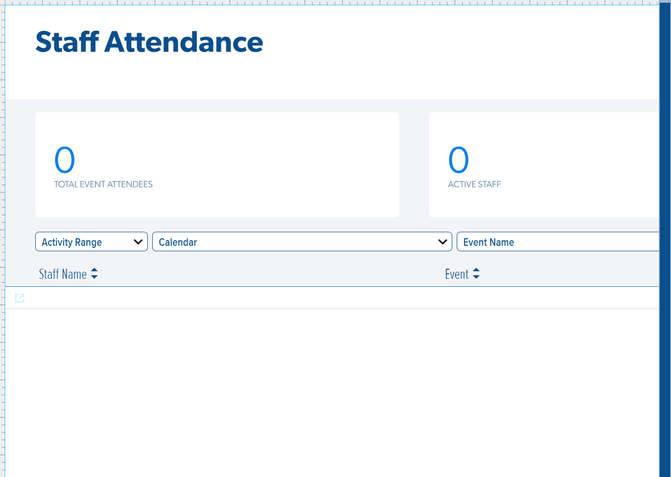 Staff Attendance
0
TOTAL EVENT ATTENDEES
0
ACTIVE STAFF
Activity Range
Calendar
Event Name
Staff Name
Event